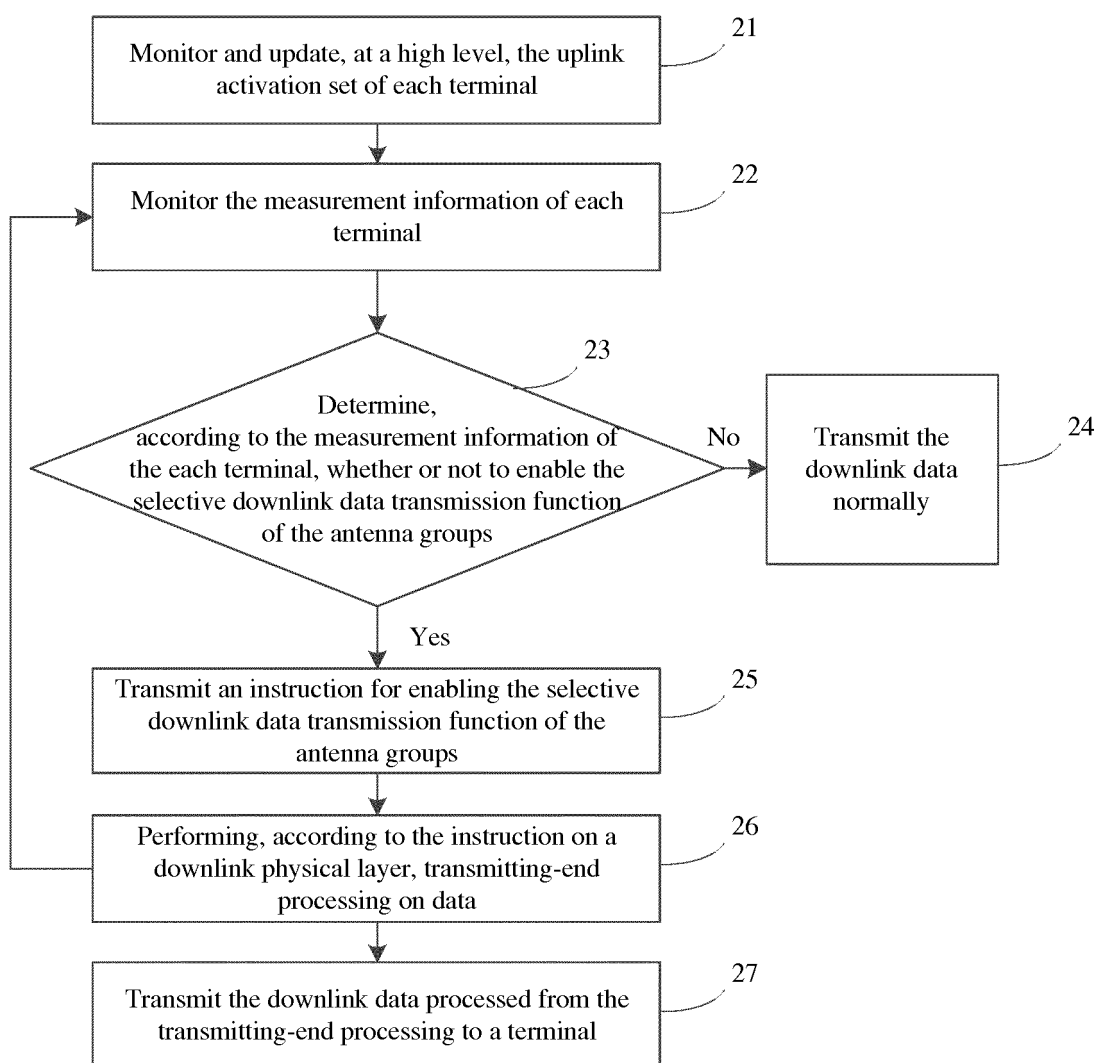 21
Monitor and update, at a high level, the uplink
activation set of each terminal
22
Monitor the measurement information of each
terminal
23
Determine,
according to the measurement information of
the each terminal, whether or not to enable the
selective downlink data transmission function
of the antenna groups
No
24
Transmit the
downlink data
normally
Yes
25
Transmit an instruction for enabling the selective
downlink data transmission function of the
antenna groups
26
Performing, according to the instruction on a
downlink physical layer, transmitting-end
processing on data
27
Transmit the downlink data processed from the
transmitting-end processing to a terminal